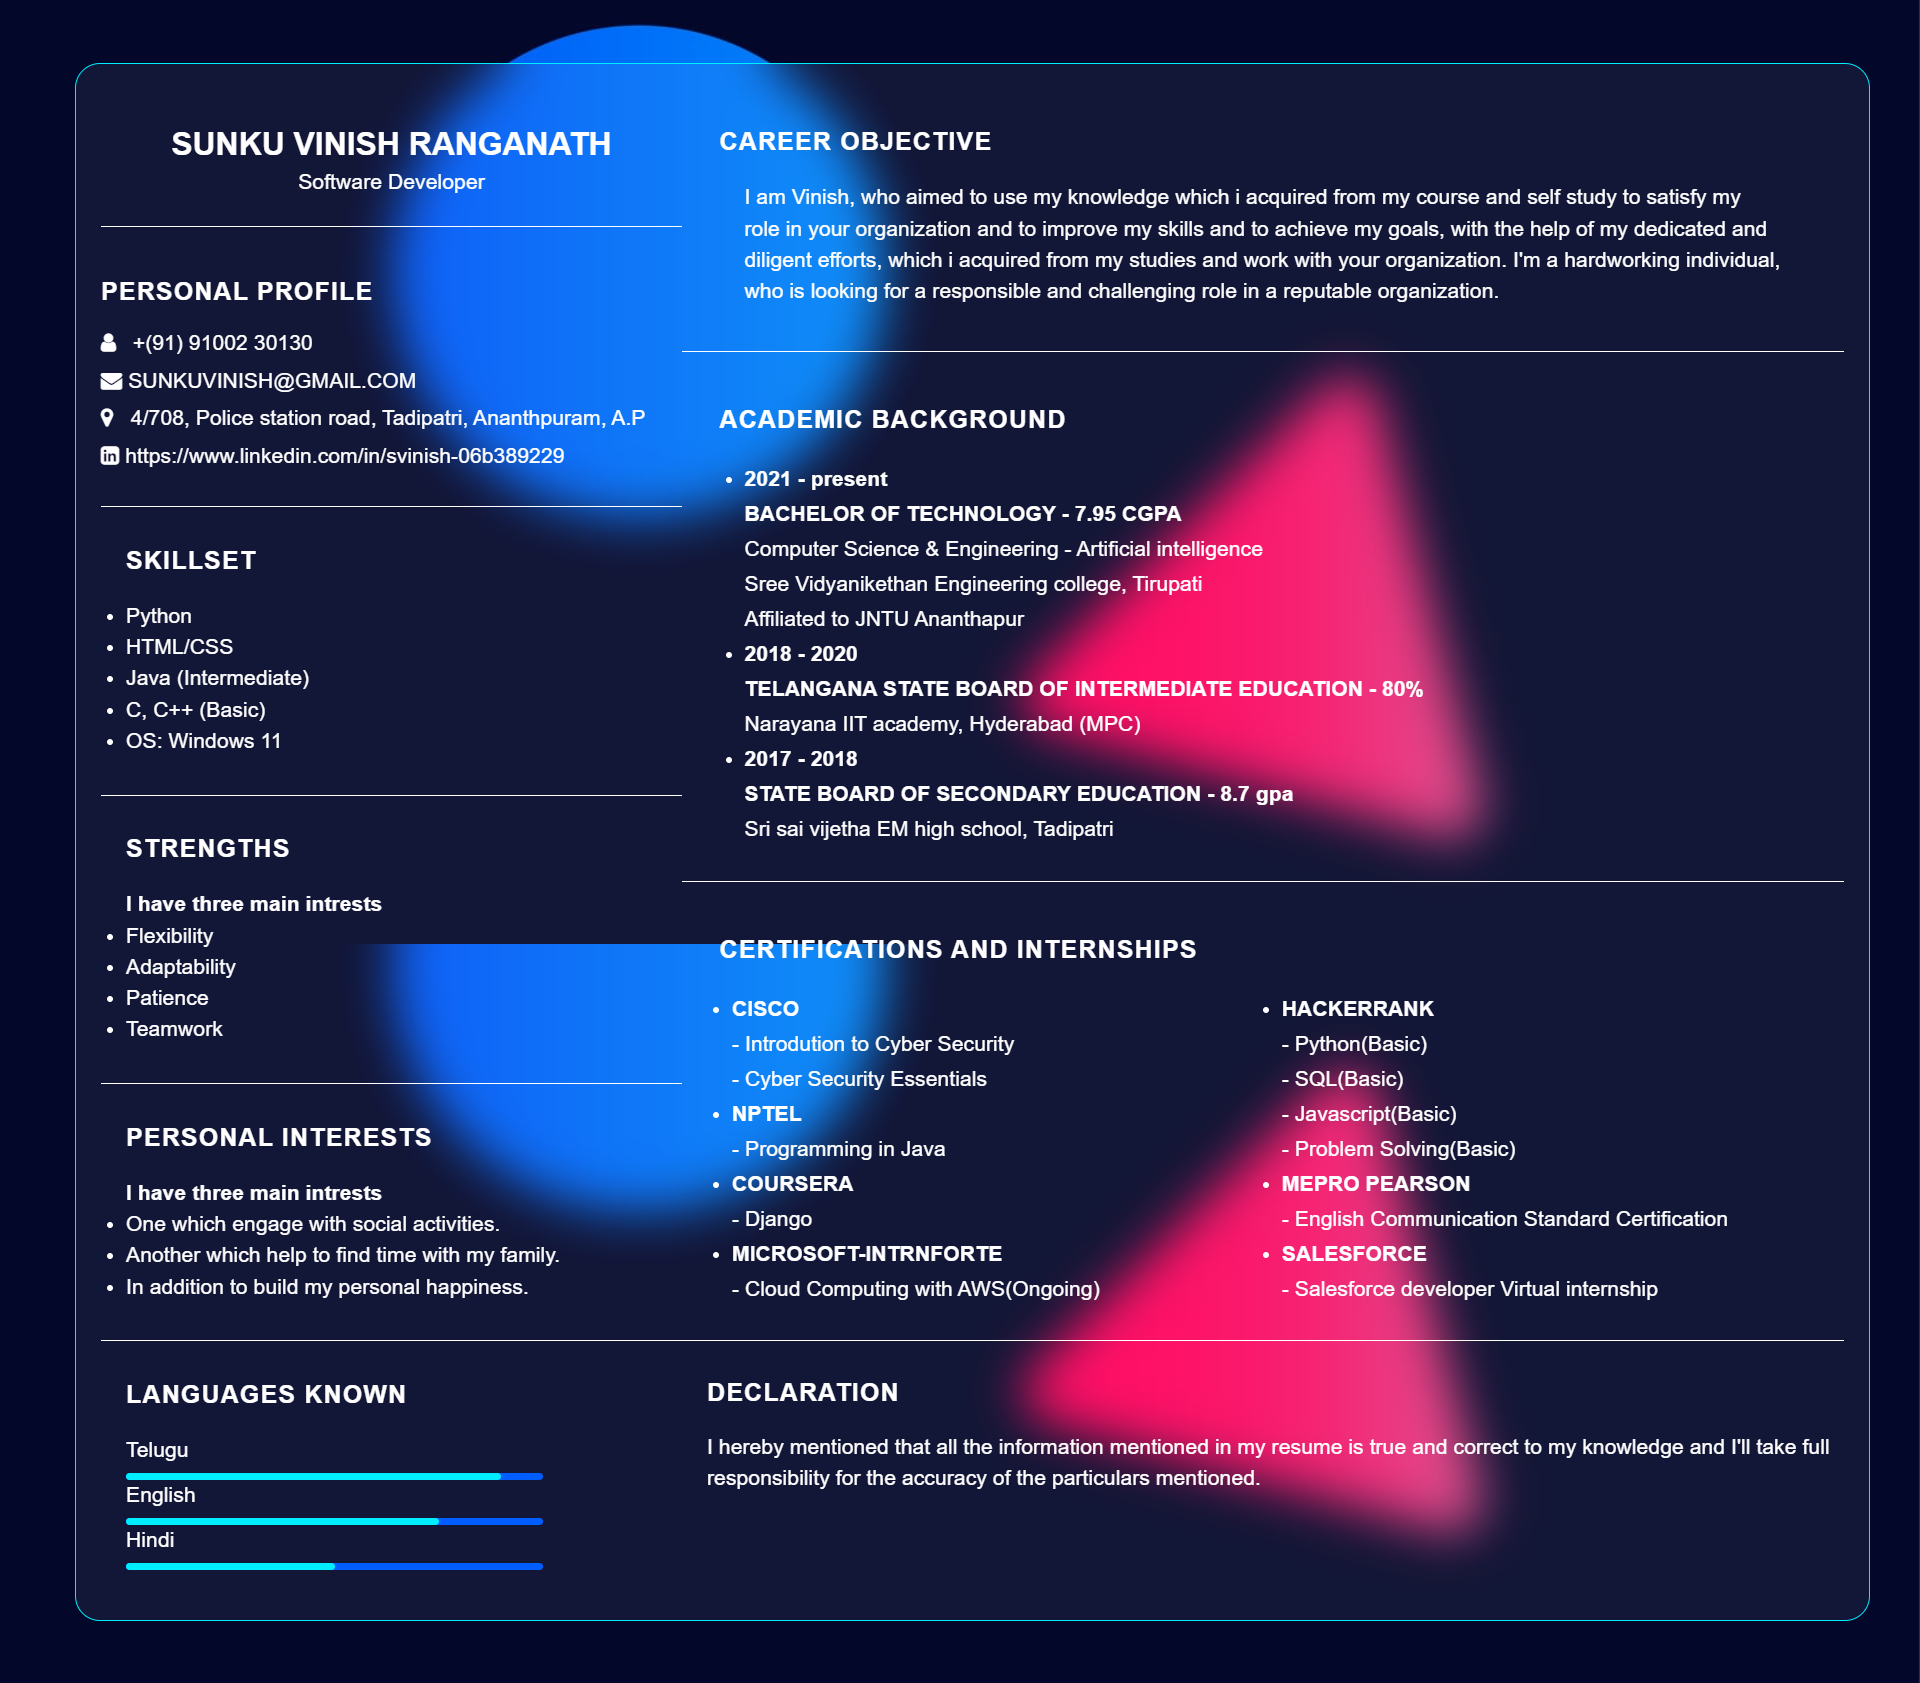 SUNKU VINISH RANGANATH
Software Developer
PERSONAL PROFILE
+(91) 91002 30130
SUNKUVINISH@GMAIL.COM
4/708, Police station road, Tadipatri, Ananthpuram, A.P
https://www.linkedin.com/in/svinish-06b389229
SKILLSET
• Python
• HTML/CSS
• Java (Intermediate)
• C, C++ (Basic)
• OS: Windows 11
STRENGTHS
I have three main intrests
• Flexibility
• Adaptability
• Patience
• Teamwork
PERSONAL INTERESTS
I have three main intrests
• One which engage with social activities.
• Another which help to find time with my family.
• In addition to build my personal happiness.
CAREER OBJECTIVE
I am Vinish, who aimed to use my knowledge which i acquired from my course and self study to satisfy my
role in your organization and to improve my skills and to achieve my goals, with the help of my dedicated and
diligent efforts, which i acquired from my studies and work with your organization. I'm a hardworking individual,
who is looking for a responsible and challenging role in a reputable organization.
ACADEMIC BACKGROUND
• 2021 - present
BACHELOR OF TECHNOLOGY - 7.95 CGPA
Computer Science & Engineering - Artificial intelligence
Sree Vidyanikethan Engineering college, Tirupati
Affiliated to JNTU Ananthapur
• 2018 - 2020
TELANGANA STATE BOARD OF INTERMEDIATE EDUCATION - 80%
Narayana IIT academy, Hyderabad (MPC)
• 2017 - 2018
STATE BOARD OF SECONDARY EDUCATION - 8.7 gpa
Sri sai vijetha EM high school, Tadipatri
CERTIFICATIONS AND INTERNSHIPS
• CISCO
- Introdution to Cyber Security
- Cyber Security Essentials
• NPTEL
- Programming in Java
• COURSERA
- Django
• MICROSOFT-INTRNFORTE
- Cloud Computing with AWS(Ongoing)
• HACKERRANK
- Python(Basic)
- SQL(Basic)
- Javascript(Basic)
- Problem Solving(Basic)
• MEPRO PEARSON
- English Communication Standard Certification
• SALESFORCE
- Salesforce developer Virtual internship
LANGUAGES KNOWN
Telugu
English
Hindi
DECLARATION
I hereby mentioned that all the information mentioned in my resume is true and correct to my knowledge and I'll take full
responsibility for the accuracy of the particulars mentioned.